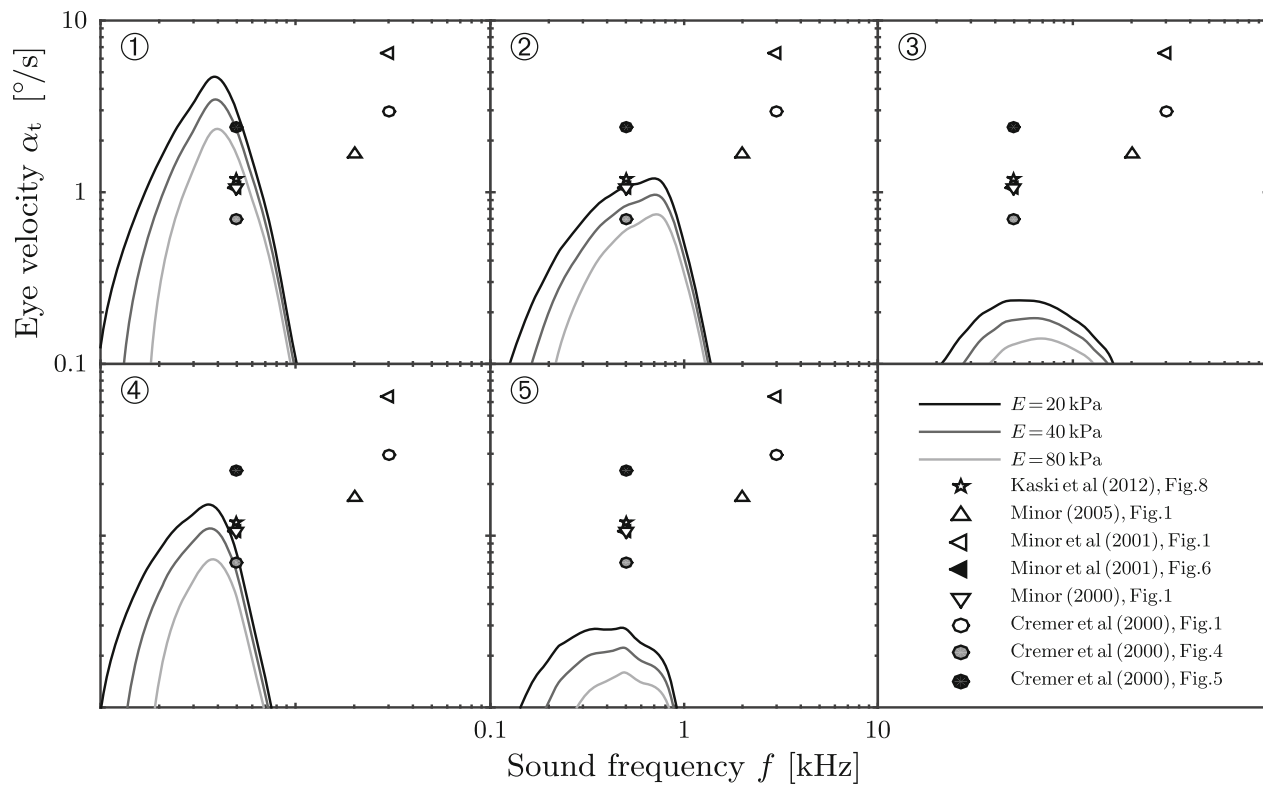 10
①
②
③
Eye velocity αt [°/s]
1
0.1
④
⑤
E = 20 kPa
E = 40 kPa
E = 80 kPa
Kaski et al (2012), Fig.8
Minor (2005), Fig.1
Minor et al (2001), Fig.1
Minor et al (2001), Fig.6
Minor (2000), Fig.1
Cremer et al (2000), Fig.1
Cremer et al (2000), Fig.4
Cremer et al (2000), Fig.5
0.1
1
10
Sound frequency f [kHz]